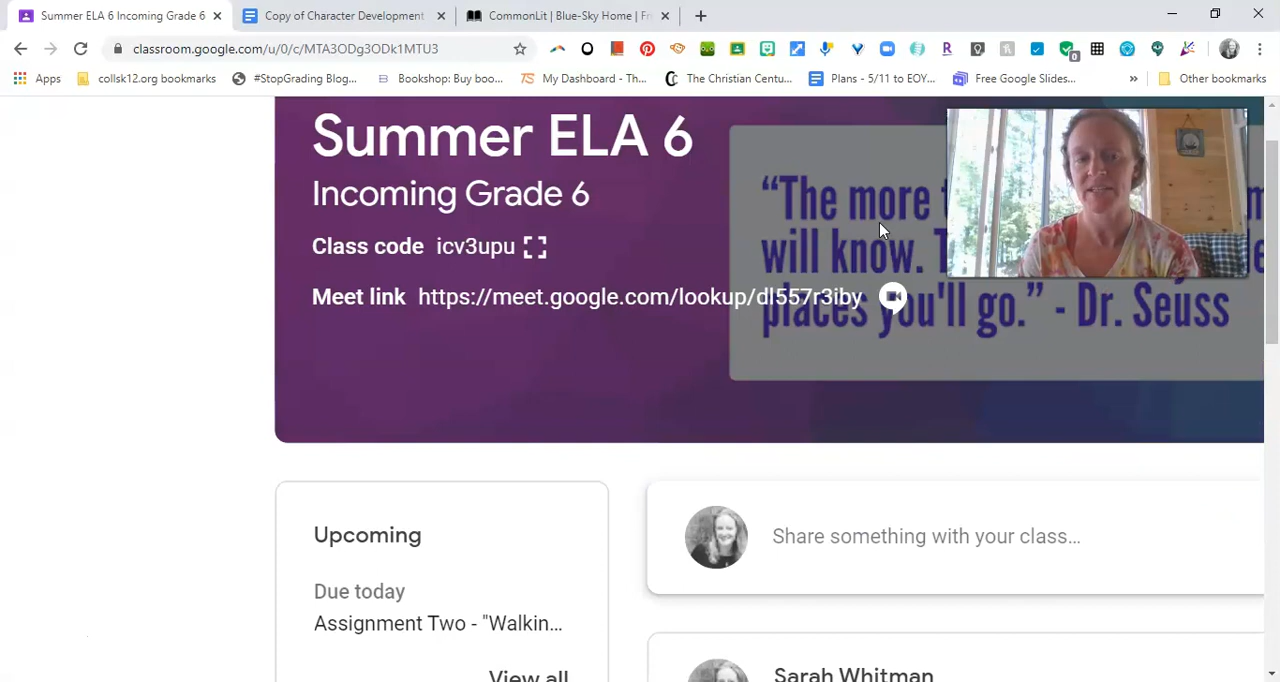 Summer ELA 6 Incoming Grade 6
Copy of Character Development
CommonLit | Blue-Sky Home | Fr
classroom.google.com/u/0/c/MTA3ODg3ODk1MTU3
0
Apps
collsk12.org bookmarks
#StopGrading Blog...
Bookshop: Buy boo...
TS
My Dashboard - Th...
The Christian Centu...
Plans - 5/11 to EOY...
Free Google Slides...
»
Other bookmarks
Summer ELA 6
Incoming Grade 6
Class code icv3upu
Meet link https://meet.google.com/lookup/dl557r3iby
“The more
will know.
places you'll go.” - Dr. Seuss
Upcoming
Due today
Assignment Two - "Walkin...
View all
Share something with your class...
Sarah Whitman